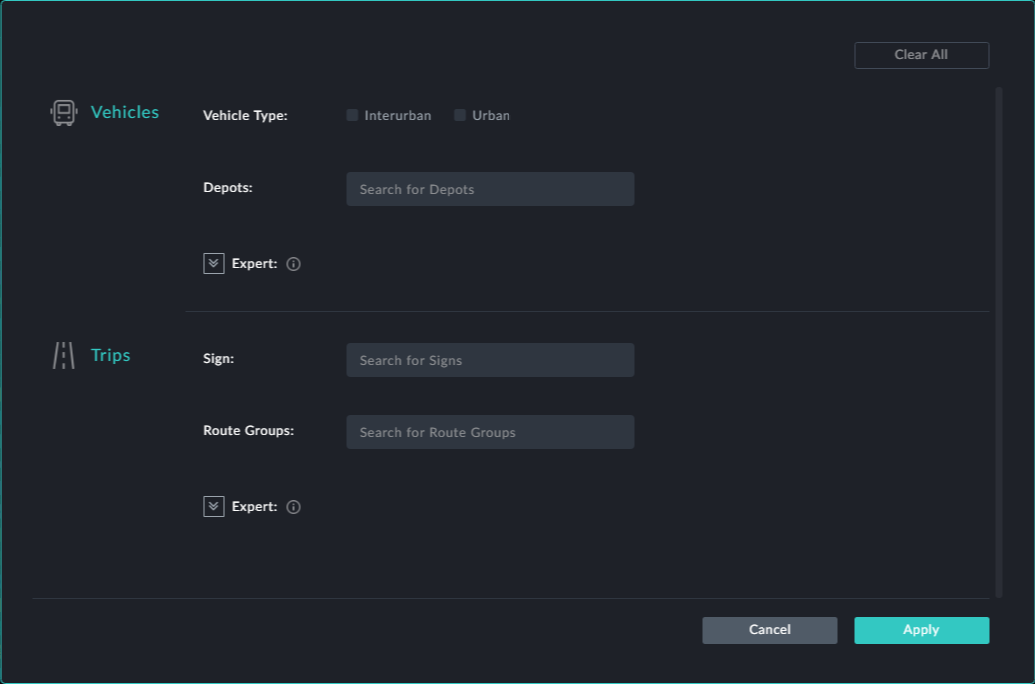 Clear All
Vehicles
Vehicle Type:
Interurban
Urban
Depots:
Search for Depots
Expert:
Trips
Sign:
Search for Signs
Route Groups:
Search for Route Groups
Expert:
Cancel
Apply